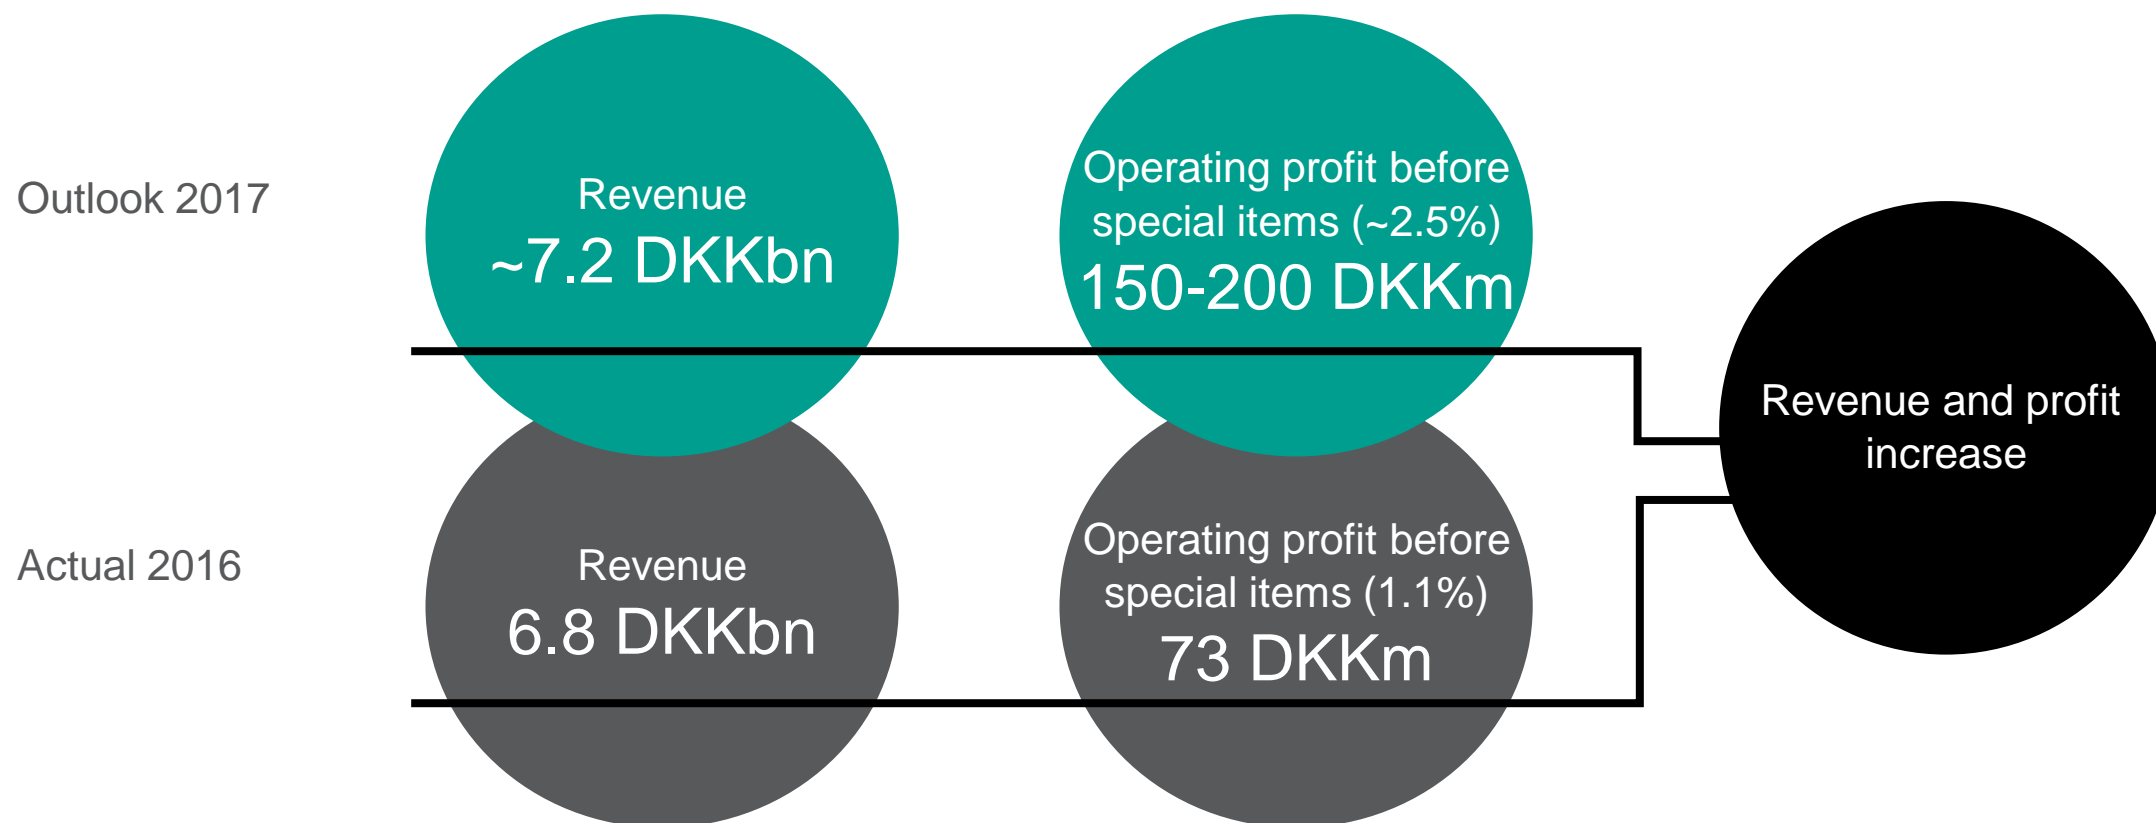 Outlook 2017
Revenue
~7.2 DKKbn
Operating profit before
special items (~2.5%)
150-200 DKKm
Revenue and profit
increase
Actual 2016
Revenue
6.8 DKKbn
Operating profit before
special items (1.1%)
73 DKKm